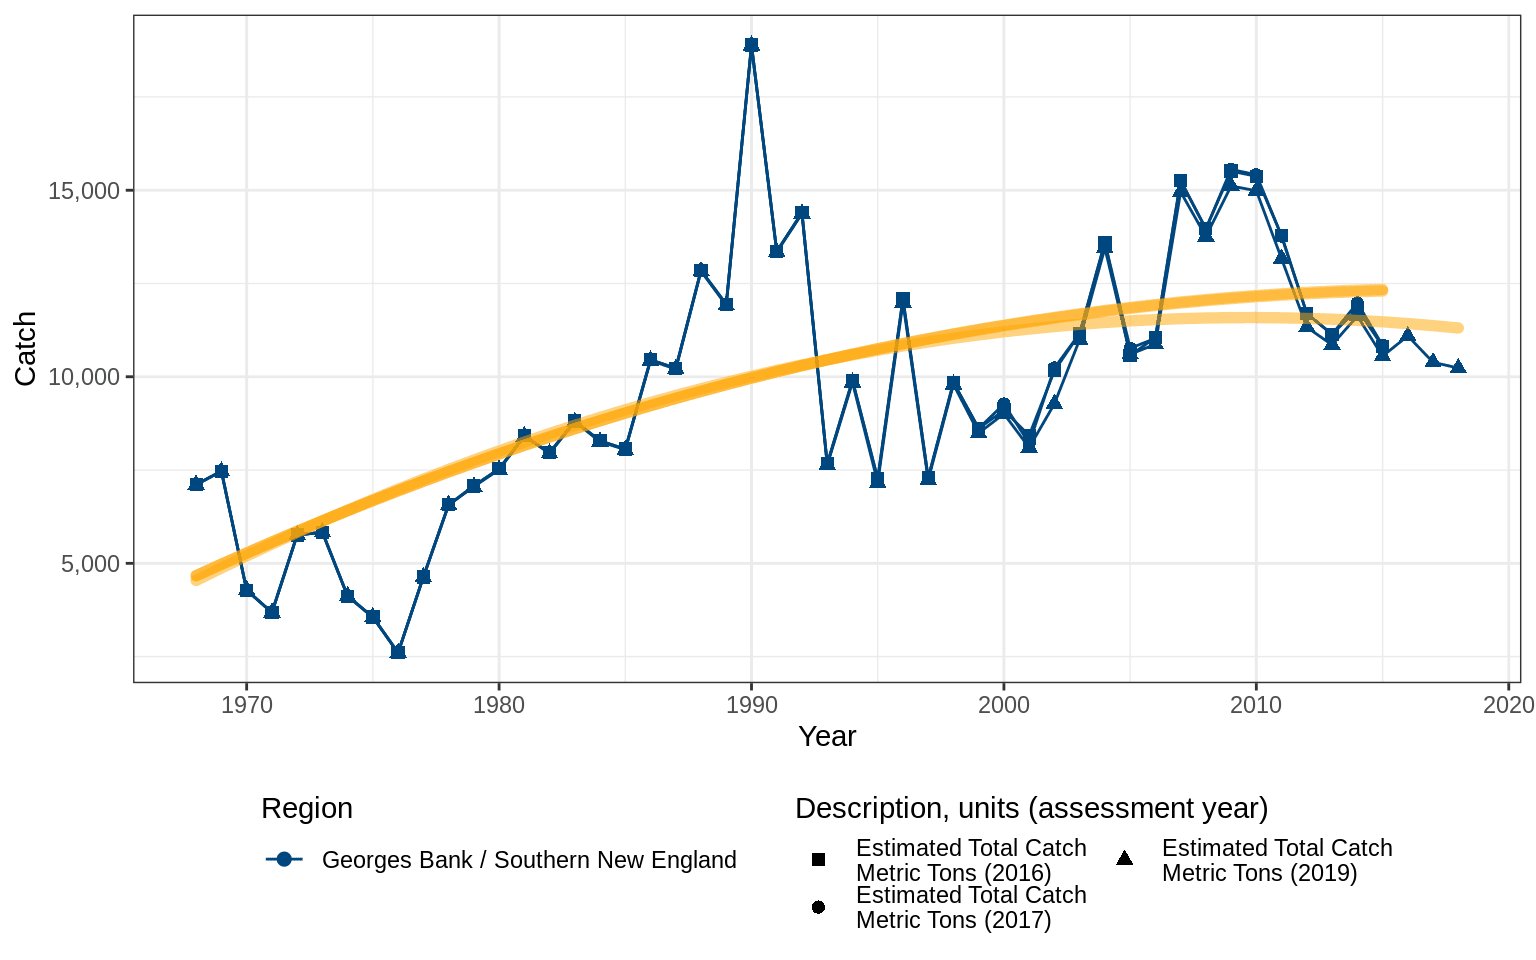 15,000
10,000
5,000
Catch
1970
1980
1990
2000
2010
2020
Year
Region
Georges Bank / Southern New England
Description, units (assessment year)
Estimated Total Catch
Metric Tons (2016)
Estimated Total Catch
Metric Tons (2017)
Estimated Total Catch
Metric Tons (2019)